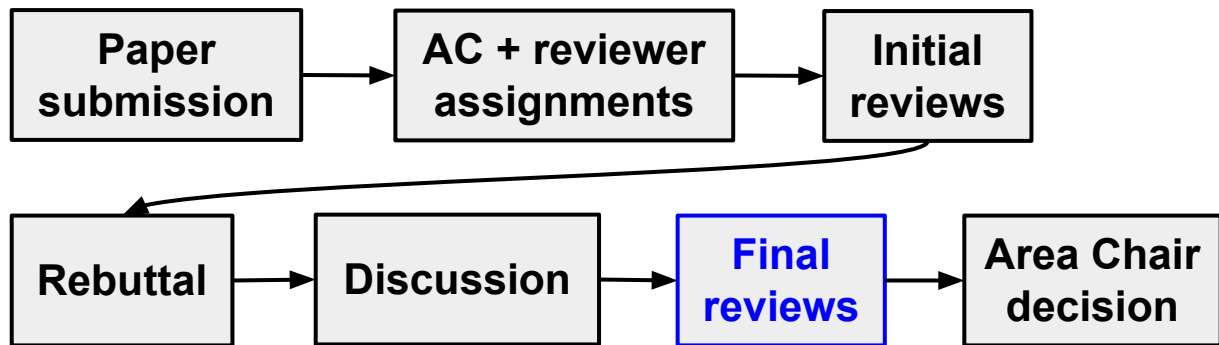 Paper
submission
AC + reviewer
assignments
Initial
reviews
Rebuttal
Discussion
Final
reviews
Area Chair
decision